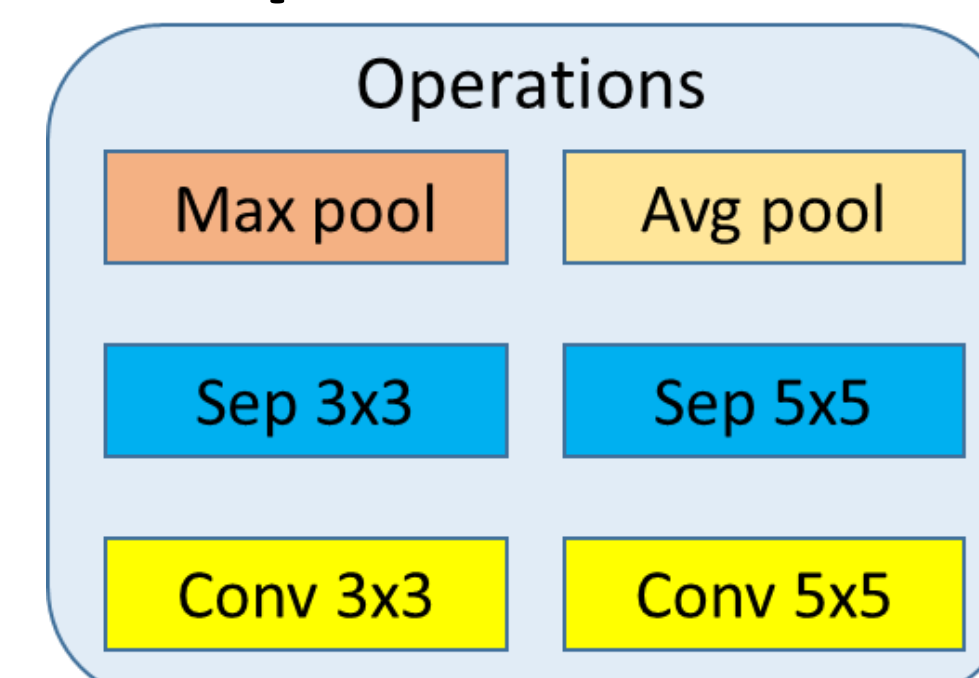 Operations
Max pool Avg pool
Sep 3x3 Sep 5x5
Conv 3x3 Conv 5x5